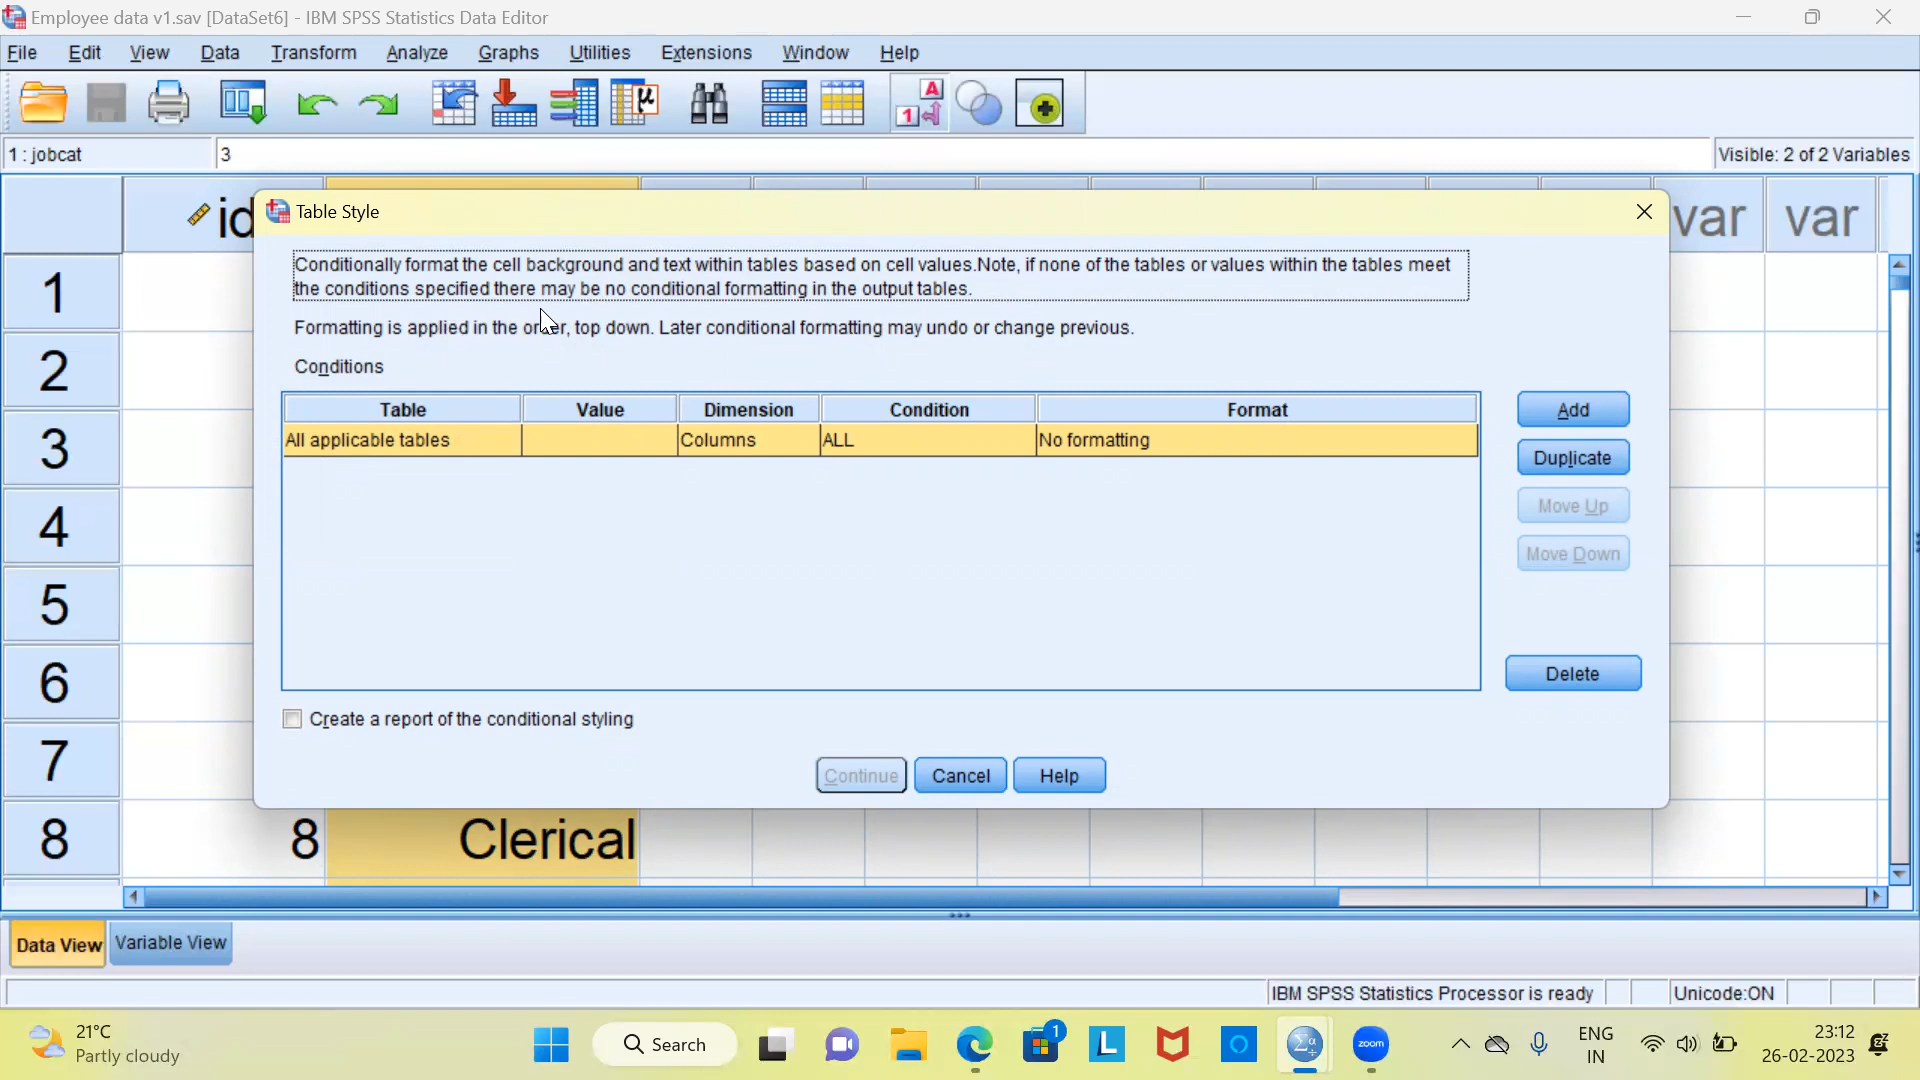 Employee data v1.sav [DataSet6] - IBM SPSS Statistics Data Editor
File Edit View Data Transform Analyze Graphs Utilities Extensions Window Help
1 : jobcat 3 Visible: 2 of 2 Variables
id var var
Table Style
Conditionally format the cell background and text within tables based on cell values.Note, if none of the tables or values within the tables meet
the conditions specified there may be no conditional formatting in the output tables.
Formatting is applied in the order, top down. Later conditional formatting may undo or change previous.
Conditions
Table Value Dimension Condition Format
All applicable tables Columns ALL No formatting
Add
Duplicate
Move Up
Move Down
Delete
Create a report of the conditional styling
Continue Cancel Help
1
2
3
4
5
6
7
8 8 Clerical
Data View Variable View
IBM SPSS Statistics Processor is ready Unicode:ON
21°C
Partly cloudy
Search
1
L
zoom
ENG
IN
23:12
26-02-2023